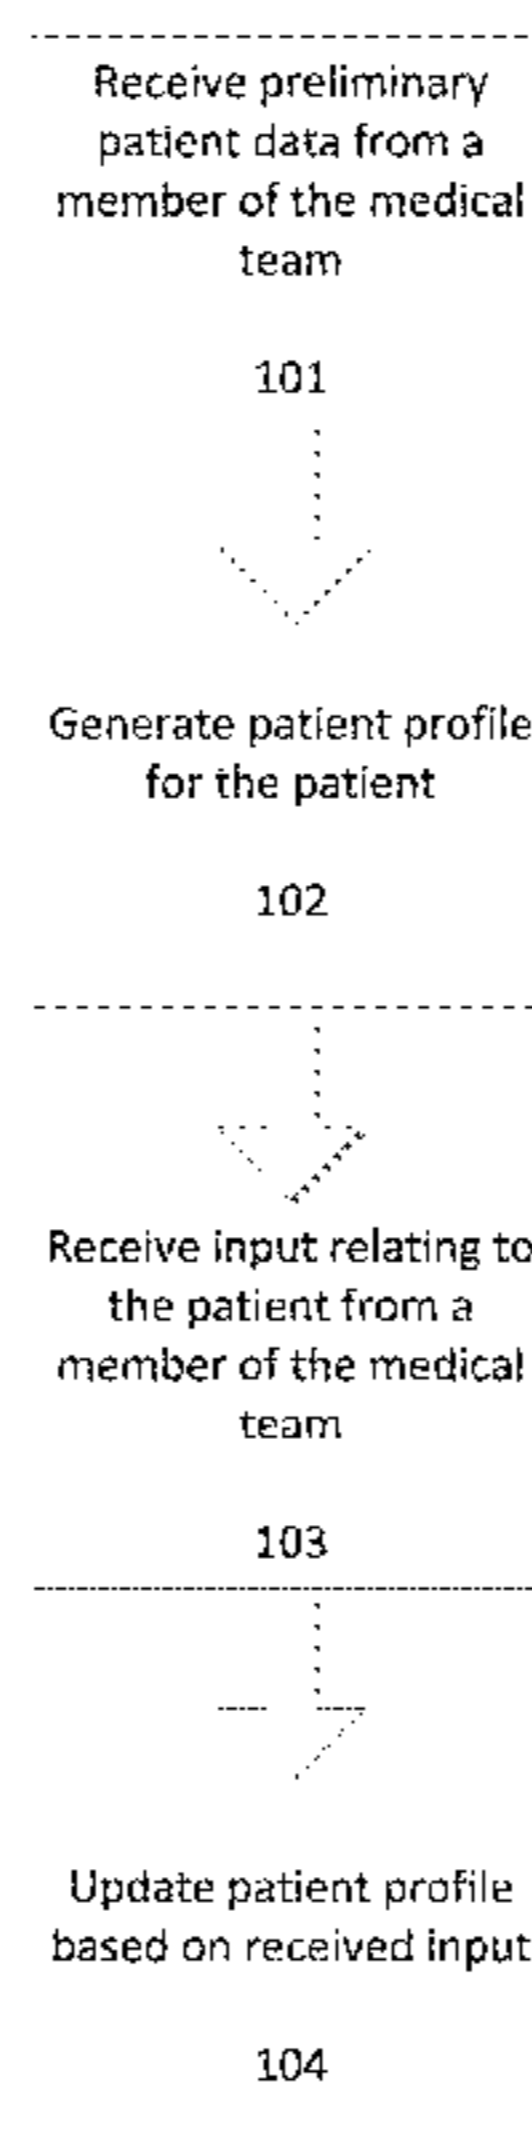 Receive preliminary
patient data from a
member of the medical
team
101
Generate patient profile
for the patient
102
Receive input relating to
the patient from a
member of the medical
team
103
Update patient profile
based on received input
104